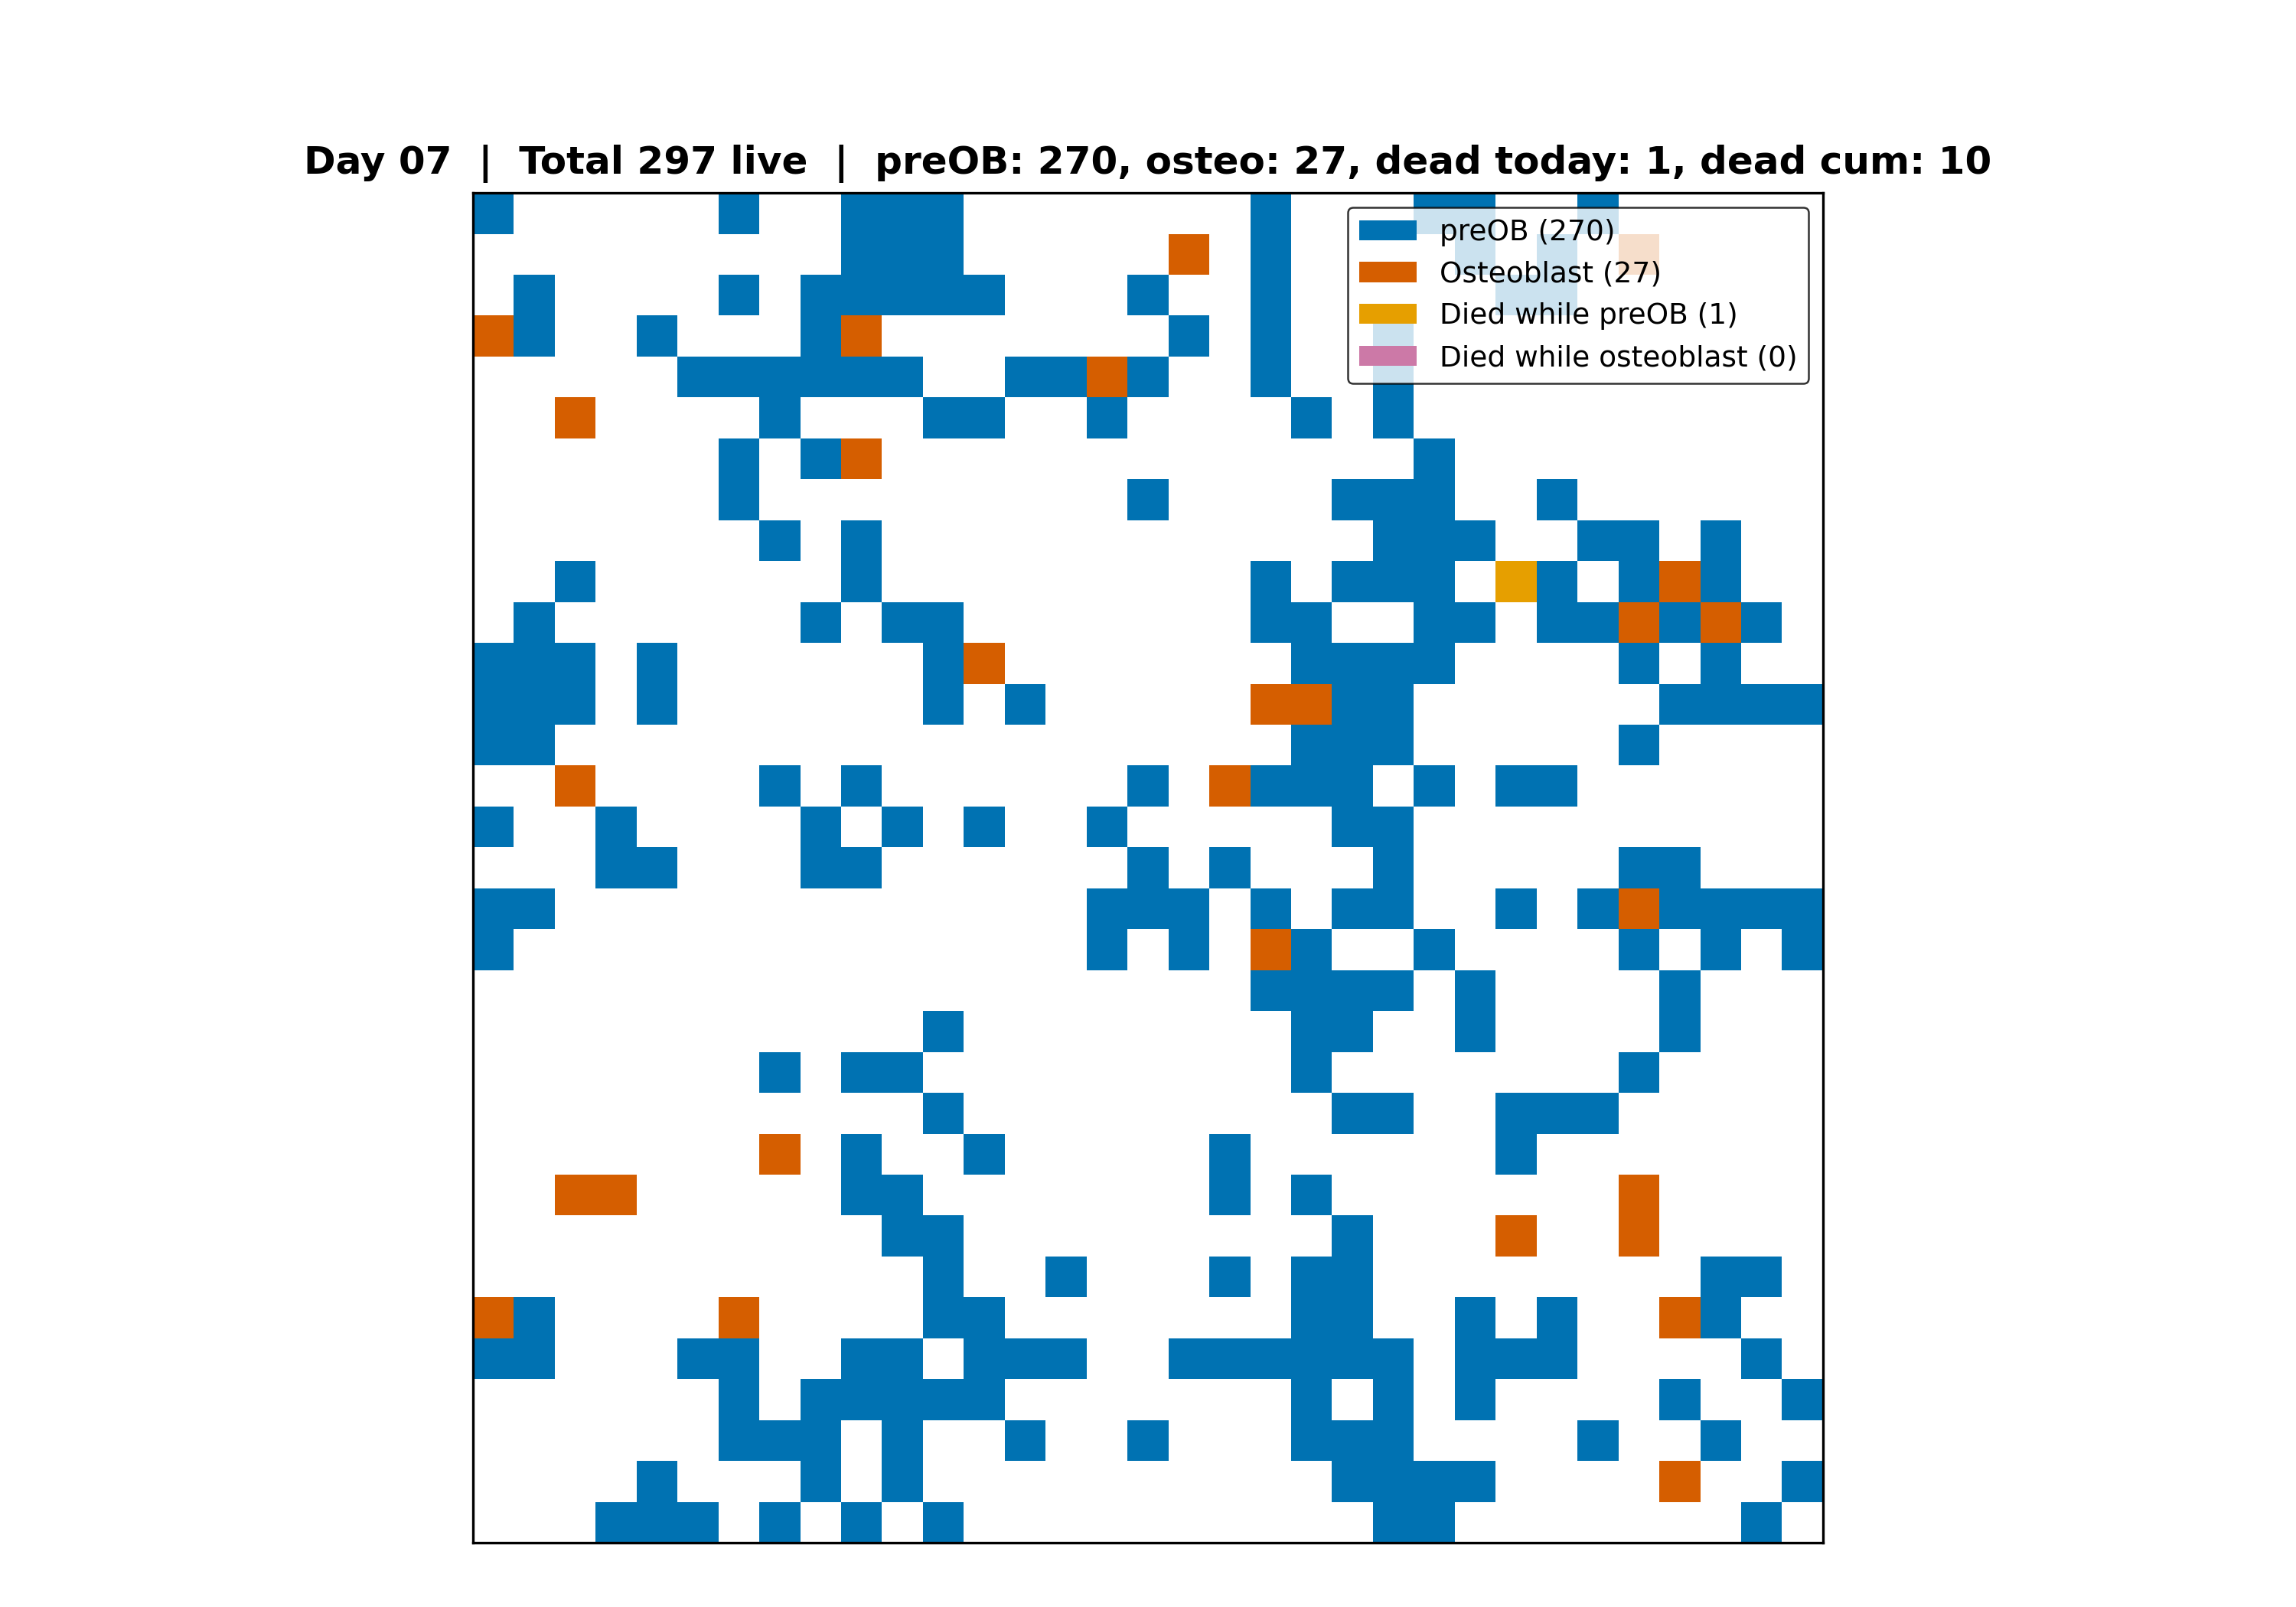 Day 07 | Total 297 live | preOB: 270, osteo: 27, dead today: 1, dead cum: 10
preOB (270)
Osteoblast (27)
Died while preOB (1)
Died while osteoblast (0)